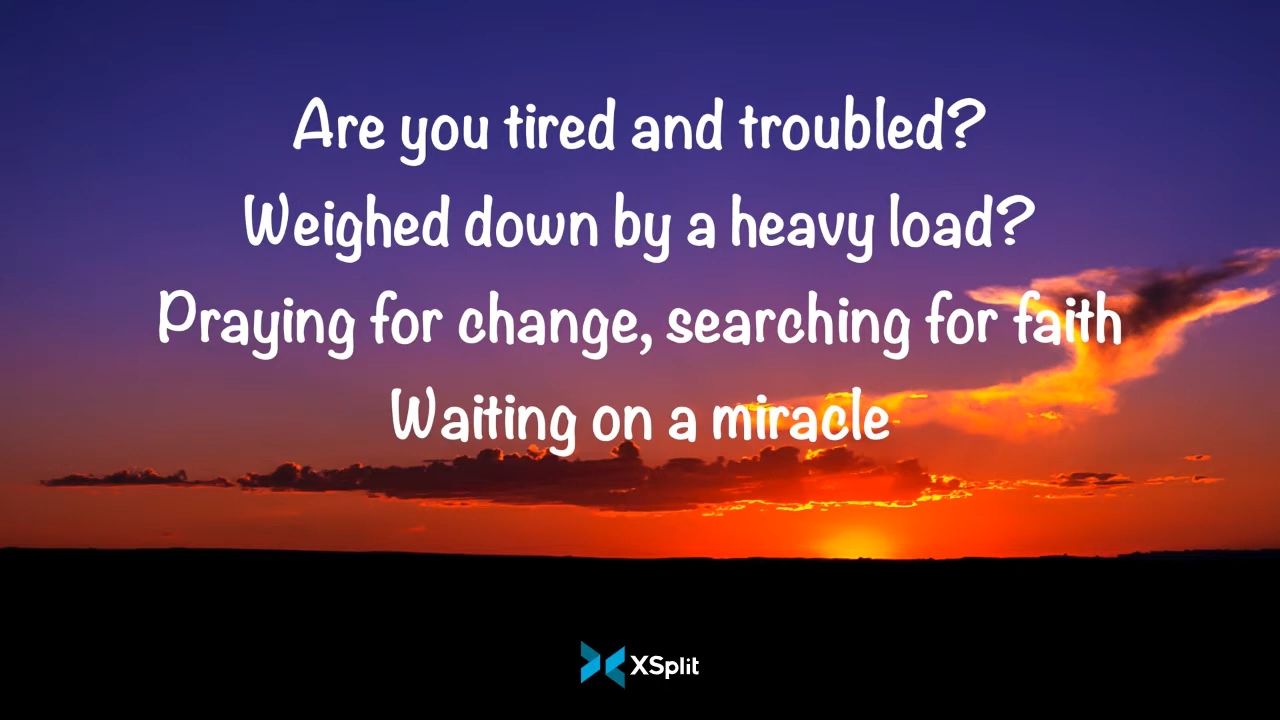 Are you tired and troubled?
Weighed down by a heavy load?
Praying for change, searching for faith
Waiting on a miracle
XSplit